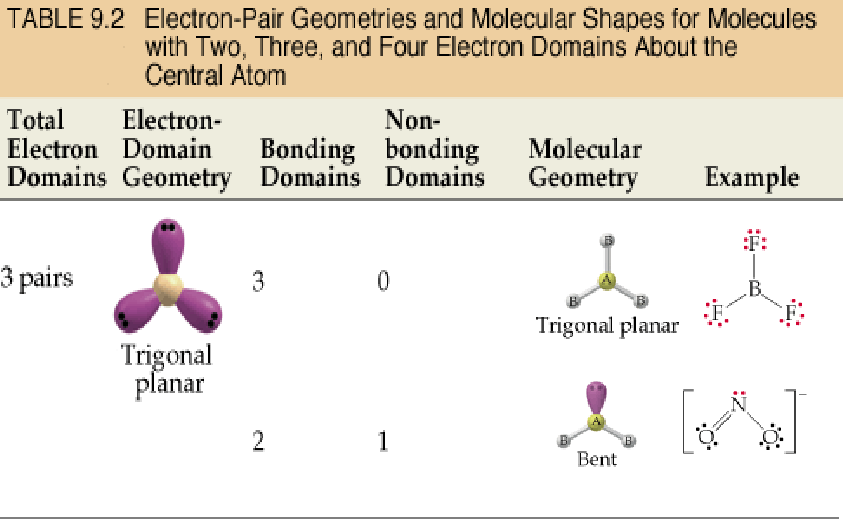 TABLE 9.2 Electron-Pair Geometries and Molecular Shapes for Molecules
with Two, Three, and Four Electron Domains About the
Central Atom
Total Electron Domains
Electron-Domain Geometry
Bonding Domains
Non-bonding Domains
Molecular Geometry
Example
3 pairs
Trigonal
planar
3
0
B
A
B
B
Trigonal planar
:F:
B
:F:
:F:
2
1
A
B
B
Bent
[
N
O
O
]⁻